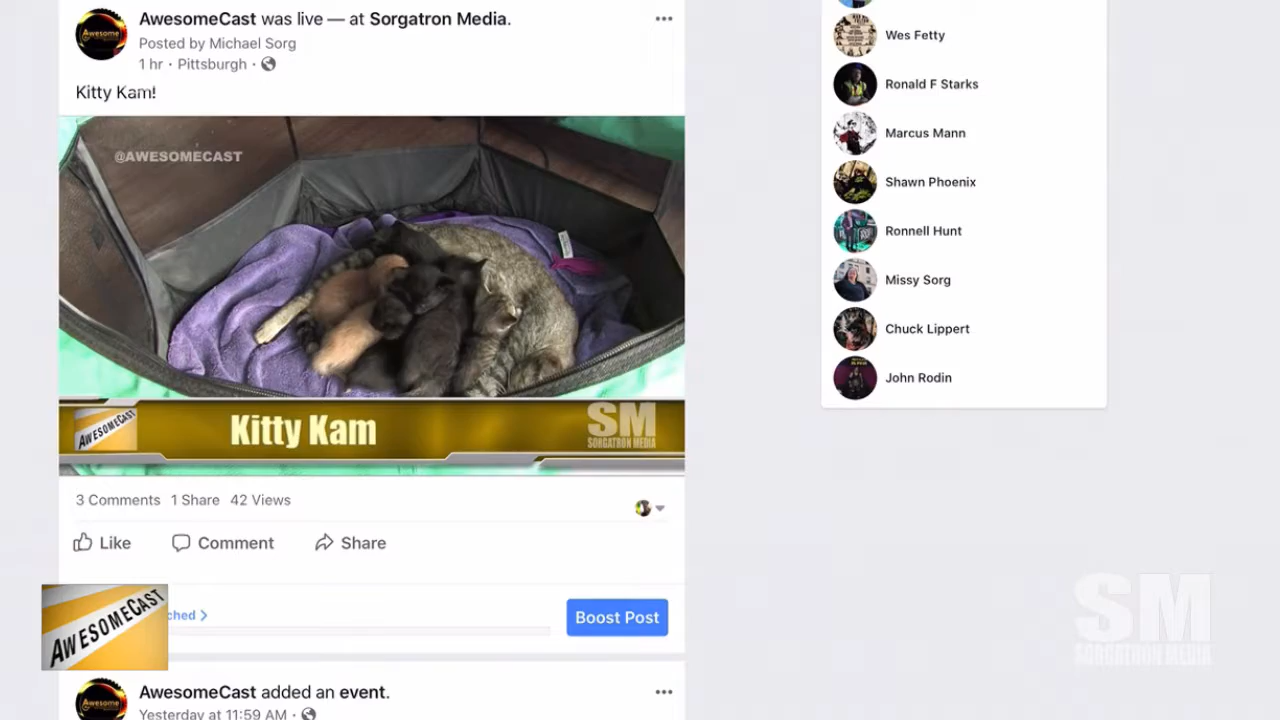 AwesomeCast was live — at Sorgatron Media.
Posted by Michael Sorg
1 hr · Pittsburgh ·
Kitty Kam!
@AWESOMECAST
AWESOMECAST
Kitty Kam
SM
SORGATRON MEDIA
3 Comments 1 Share 42 Views
Like Comment Share
ched
Boost Post
AWESOMECAST
AwesomeCast added an event.
Yesterday at 11:59 AM ·
Wes Fetty
Ronald F Starks
Marcus Mann
Shawn Phoenix
Ronnell Hunt
Missy Sorg
Chuck Lippert
John Rodin
SM
SORGATRON MEDIA
Awesome
Awesome